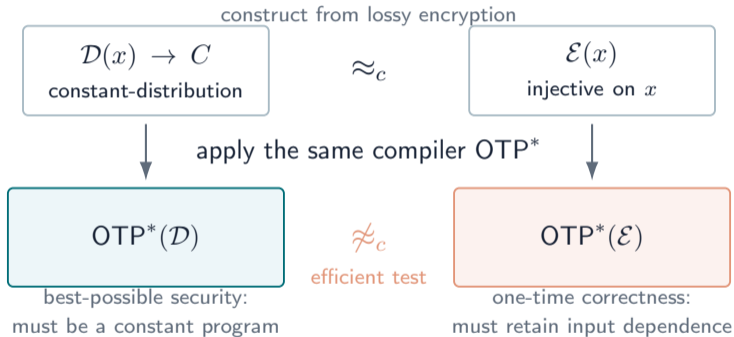 construct from lossy encryption
𝒟(x) → C
constant-distribution
≈c
ℰ(x)
injective on x
apply the same compiler OTP*
OTP*(𝒟)
≉c
efficient test
OTP*(ℰ)
best-possible security:
must be a constant program
one-time correctness:
must retain input dependence